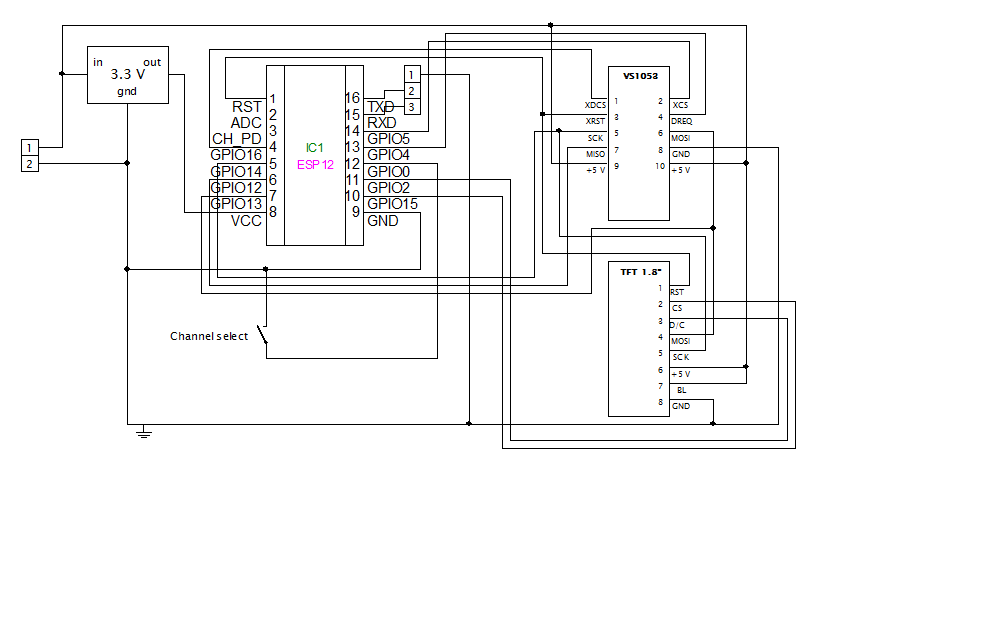 in out
3.3 V
gnd
1
2
1
2
3
1
2
3
4
5
6
7
8
RST
ADC
CH_PD
GPIO16
GPIO14
GPIO12
GPIO13
VCC
IC1
ESP12
16
15
14
13
12
11
10
9
TXD
RXD
GPIO5
GPIO4
GPIO0
GPIO2
GPIO15
GND
VS1053
1 2
XDCS XCS
3 4
XRST DREQ
5 6
SCK MOSI
7 8
MISO GND
9 10
+5 V +5 V
TFT 1.8"
1
RST
2
CS
3
D/C
4
MOSI
5
SCK
6
+5 V
7
BL
8
GND
Channel select